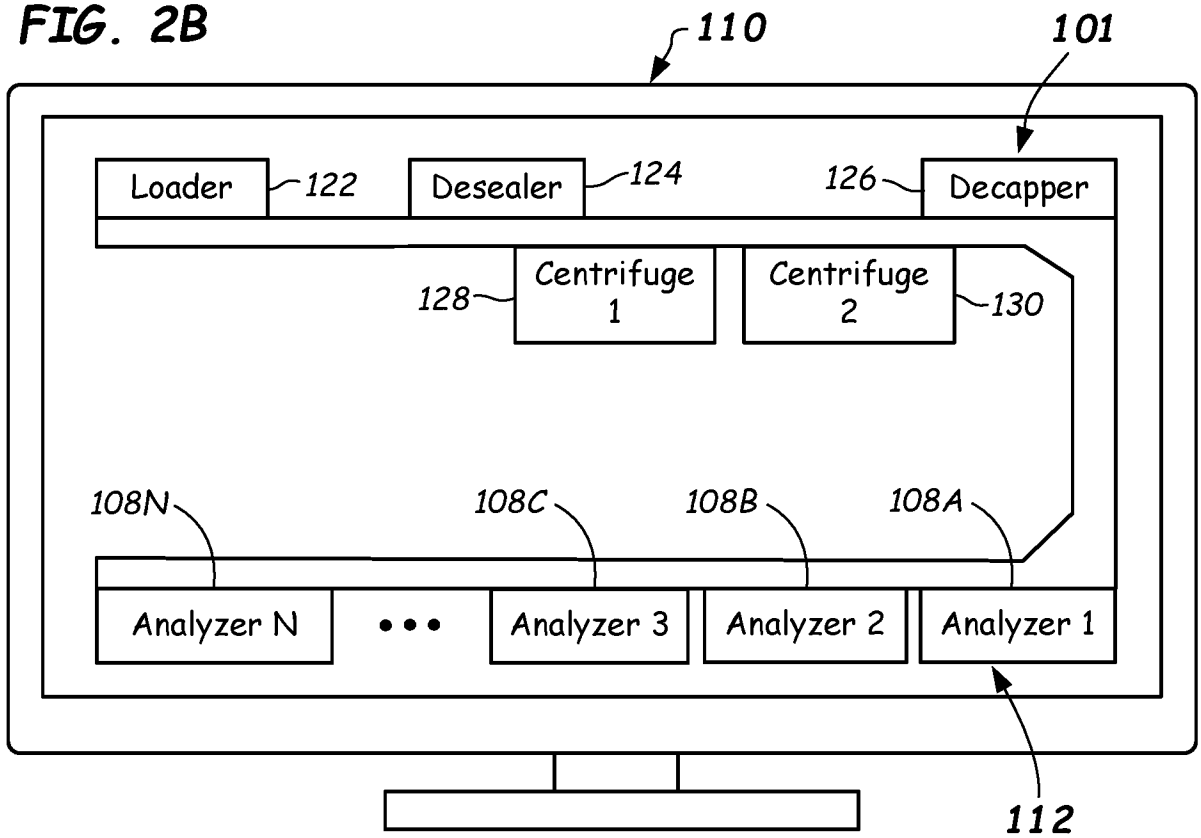 FIG. 2B
110
101
Loader
122
Desealer
124
126
Decapper
128
Centrifuge
1
Centrifuge
2
130
108N
108C
108B
108A
Analyzer N
•••
Analyzer 3
Analyzer 2
Analyzer 1
112